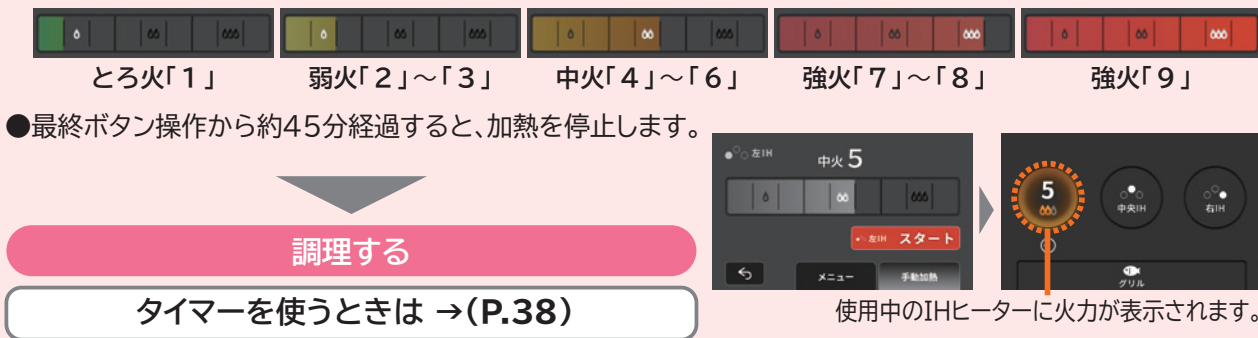 とろ火「1」
弱火「2」～「3」
中火「4」～「6」
強火「7」～「8」
強火「9」
●最終ボタン操作から約45分経過すると、加熱を停止します。
調理する
タイマーを使うときは →(P.38)
左IH
中火 5
左IH スタート
メニュー
手動加熱
5
中央IH
右IH
グリル
使用中のIHヒーターに火力が表示されます。